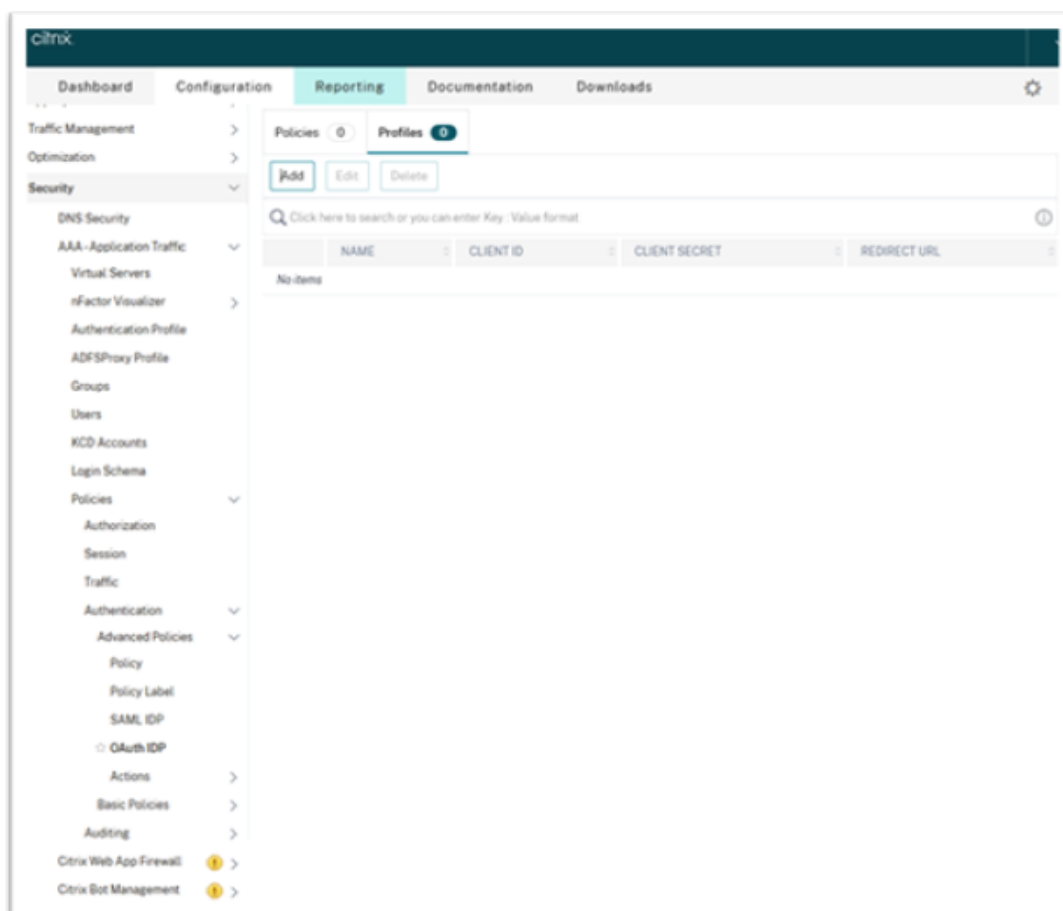 citrix.
Dashboard Configuration Reporting Documentation Downloads
Traffic Management
Optimization
Security
DNS Security
AAA - Application Traffic
Virtual Servers
nFactor Visualizer
Authentication Profile
ADFSProxy Profile
Groups
Users
KCD Accounts
Login Schema
Policies
Authorization
Session
Traffic
Authentication
Advanced Policies
Policy
Policy Label
SAML IDP
OAuth IDP
Actions
Basic Policies
Auditing
Citrix Web App Firewall
Citrix Bot Management
Policies 0 Profiles 0
Add Edit Delete
Click here to search or you can enter Key : Value format
NAME CLIENT ID CLIENT SECRET REDIRECT URL
No items